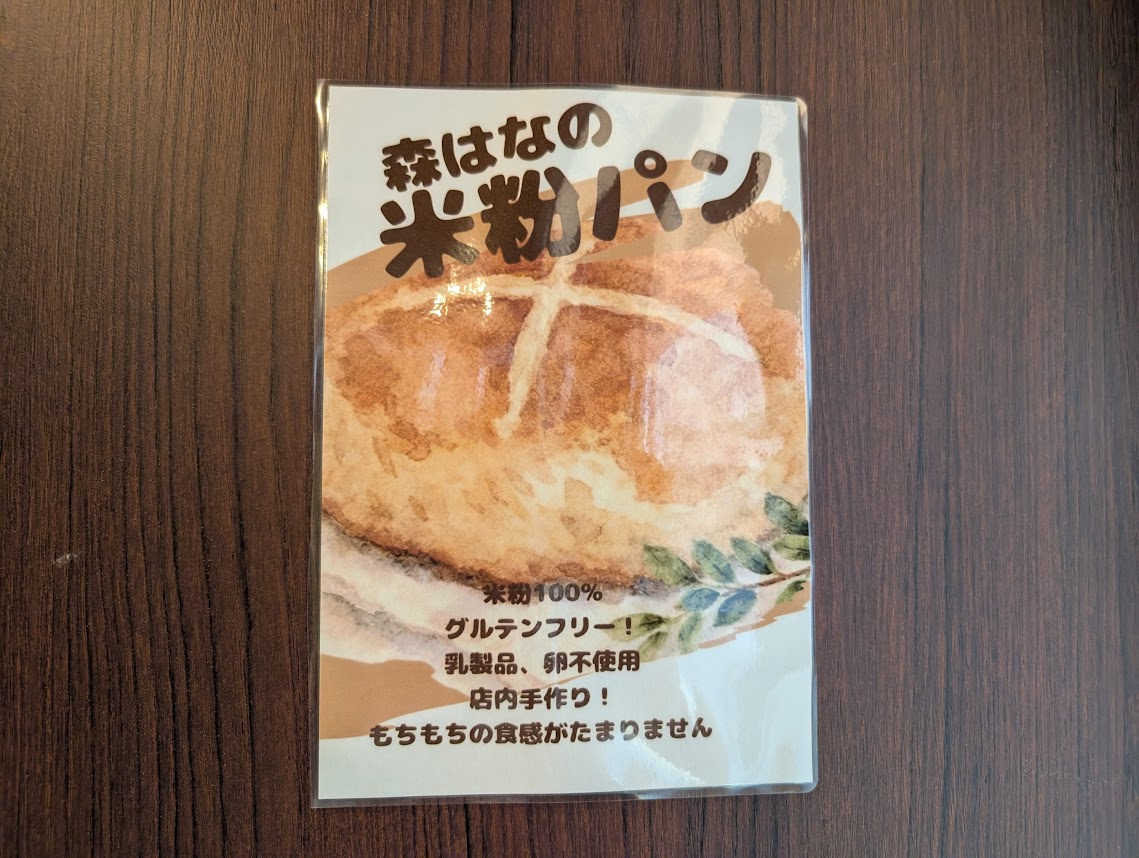 森はなの
米粉パン
米粉100%
グルテンフリー！
乳製品、卵不使用
店内手作り！
もちもちの食感がたまりません